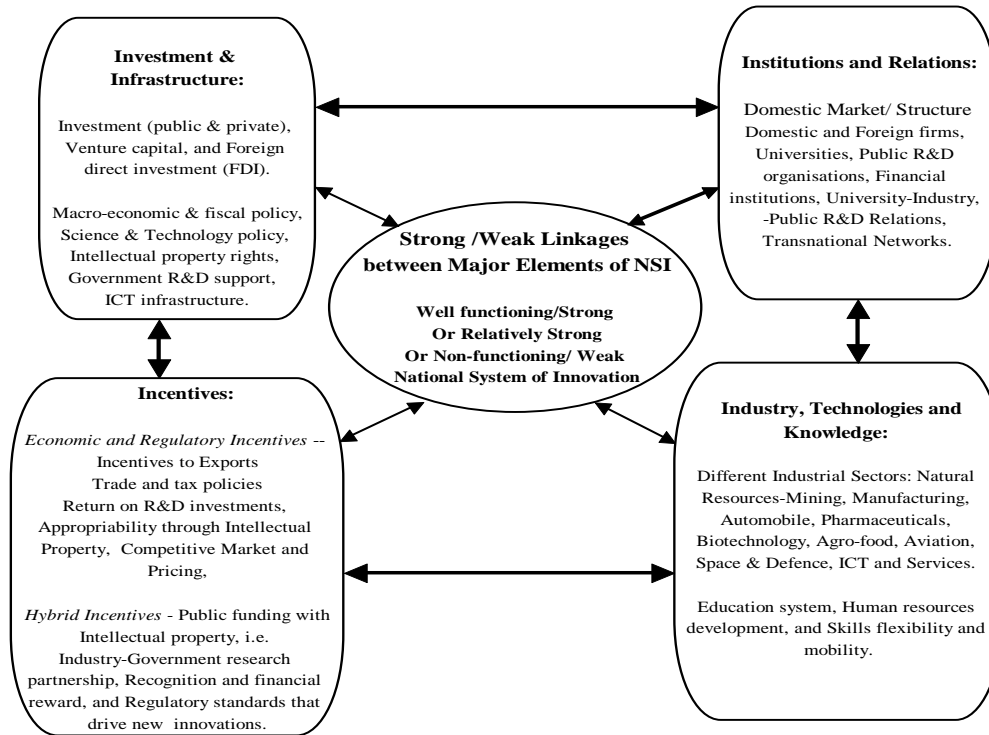 Investment &
Infrastructure:
Investment (public & private),
Venture capital, and Foreign
direct investment (FDI).
Macro-economic & fiscal policy,
Science & Technology policy,
Intellectual property rights,
Government R&D support,
ICT infrastructure.
Institutions and Relations:
Domestic Market/ Structure
Domestic and Foreign firms,
Universities, Public R&D
organisations, Financial
institutions, University-Industry,
-Public R&D Relations,
Transnational Networks.
Strong /Weak Linkages
between Major Elements of NSI
Well functioning/Strong
Or Relatively Strong
Or Non-functioning/ Weak
National System of Innovation
Incentives:
Economic and Regulatory Incentives --
Incentives to Exports
Trade and tax policies
Return on R&D investments,
Appropriability through Intellectual
Property, Competitive Market and
Pricing,
Hybrid Incentives - Public funding with
Intellectual property, i.e.
Industry-Government research
partnership, Recognition and financial
reward, and Regulatory standards that
drive new innovations.
Industry, Technologies and
Knowledge:
Different Industrial Sectors: Natural
Resources-Mining, Manufacturing,
Automobile, Pharmaceuticals,
Biotechnology, Agro-food, Aviation,
Space & Defence, ICT and Services.
Education system, Human resources
development, and Skills flexibility and
mobility.